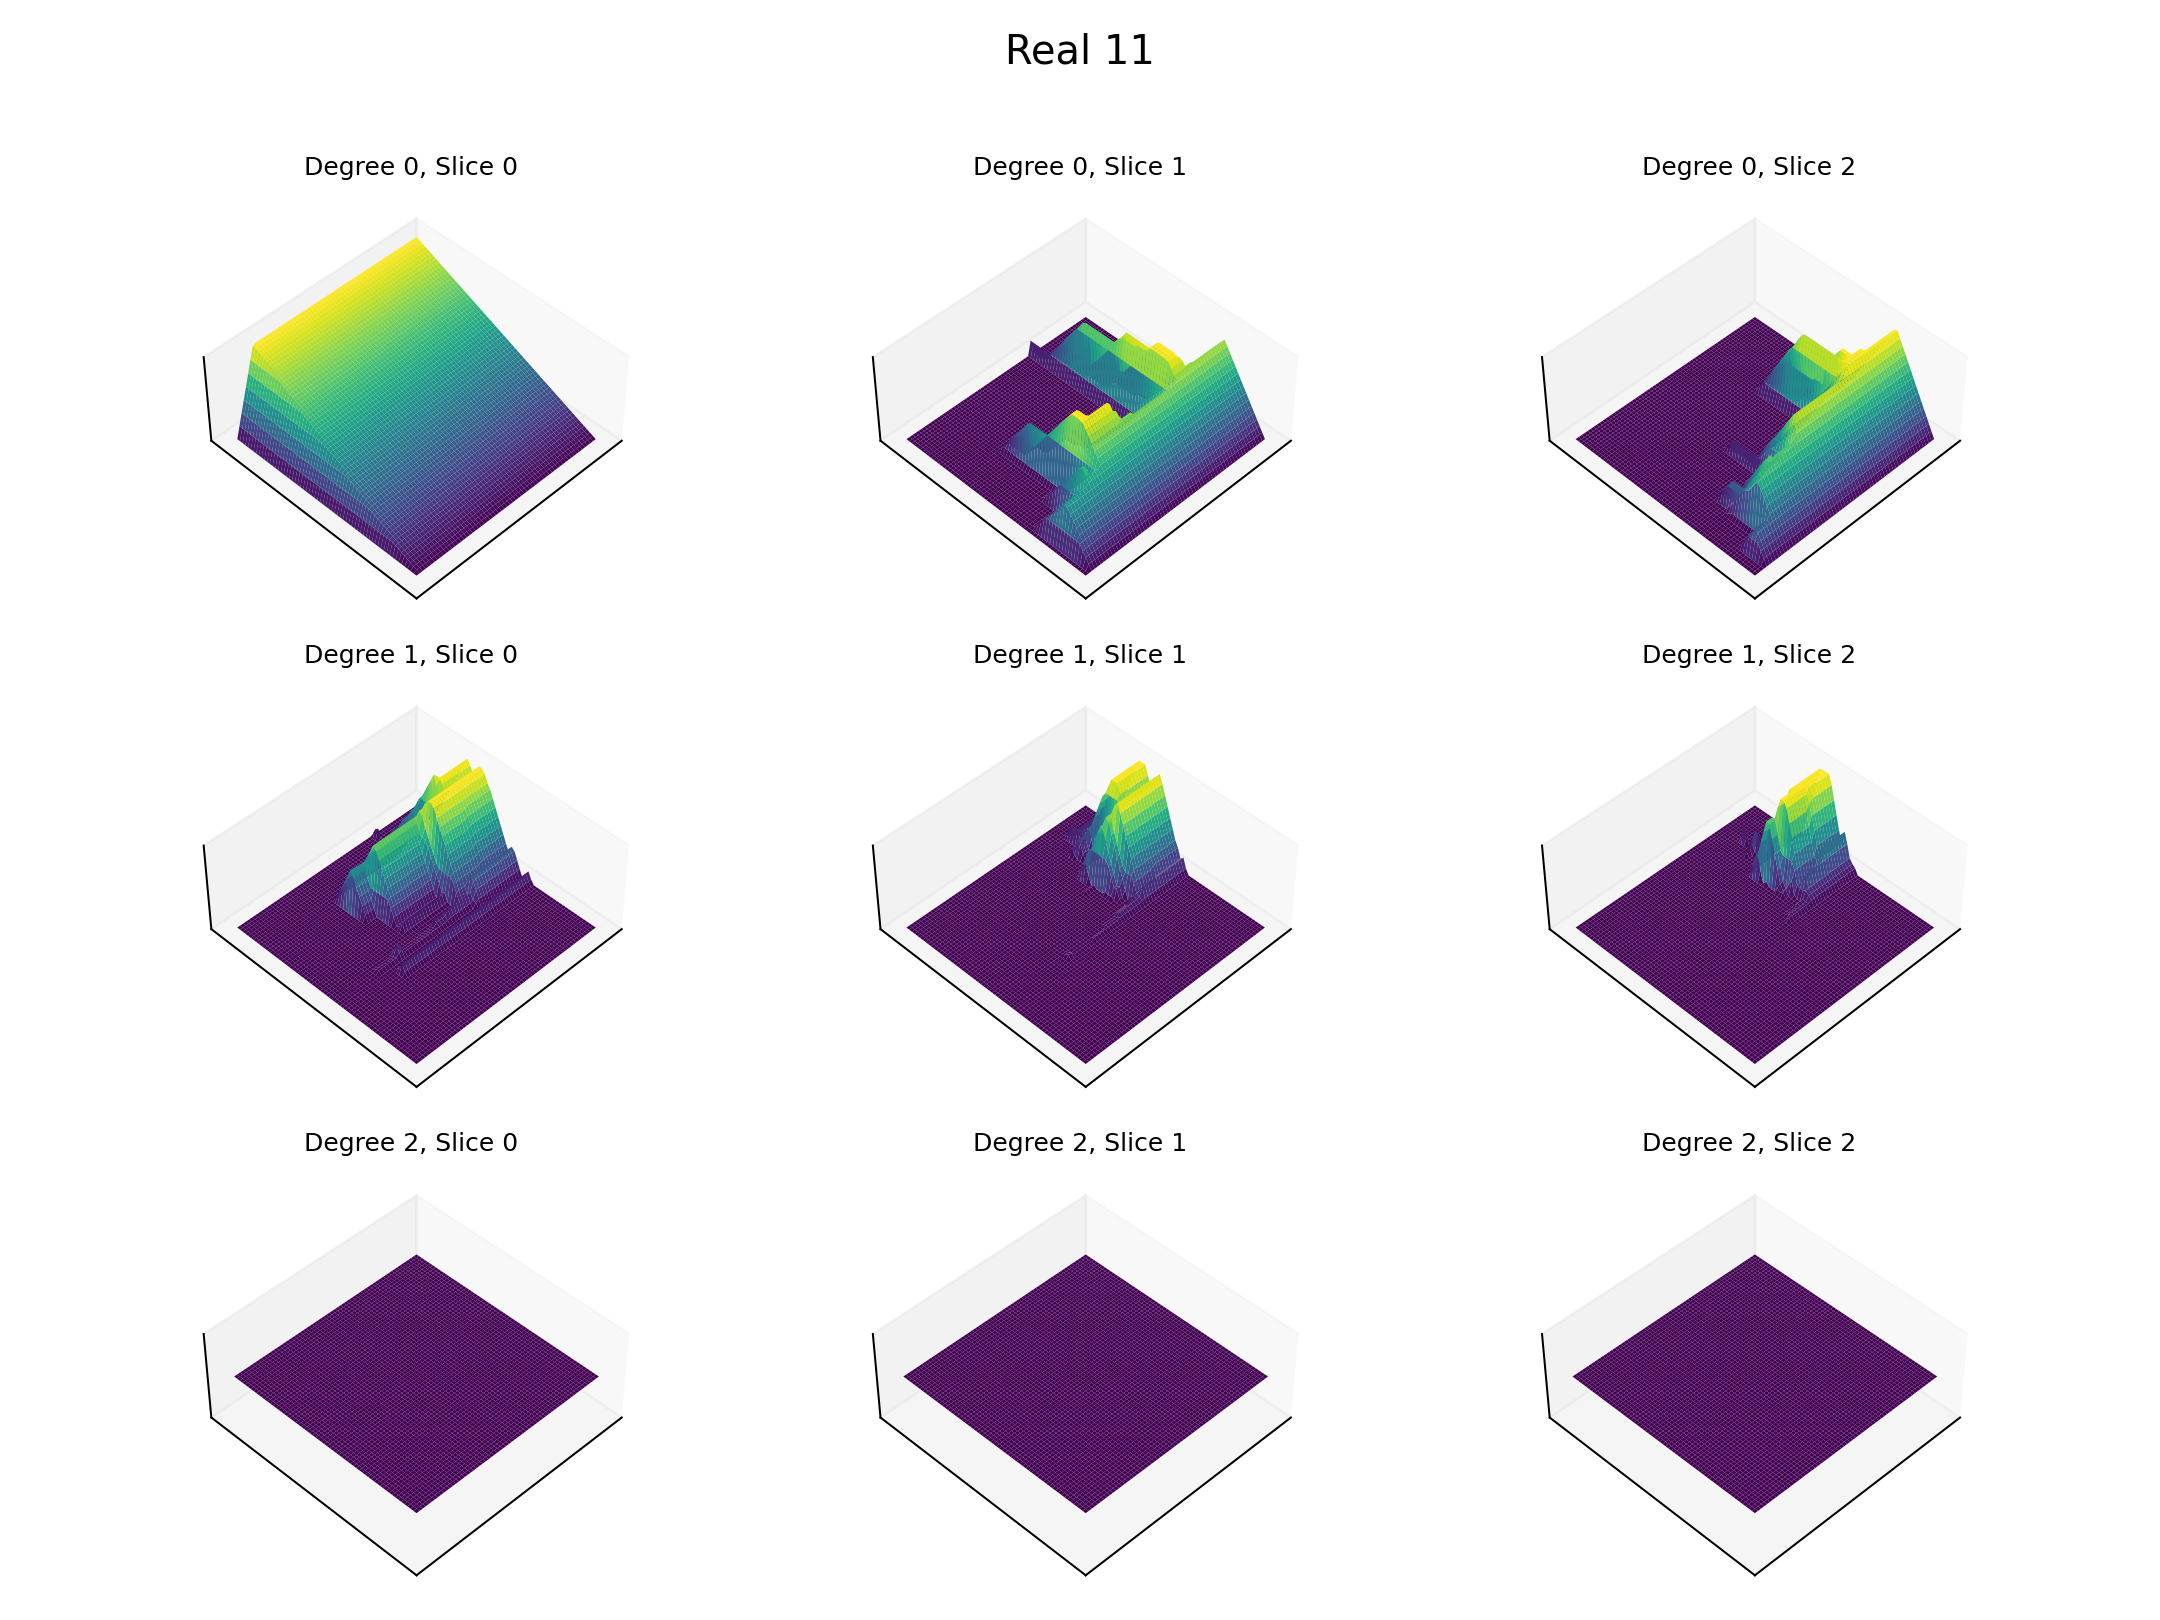 Real 11
Degree 0, Slice 0
Degree 0, Slice 1
Degree 0, Slice 2
Degree 1, Slice 0
Degree 1, Slice 1
Degree 1, Slice 2
Degree 2, Slice 0
Degree 2, Slice 1
Degree 2, Slice 2